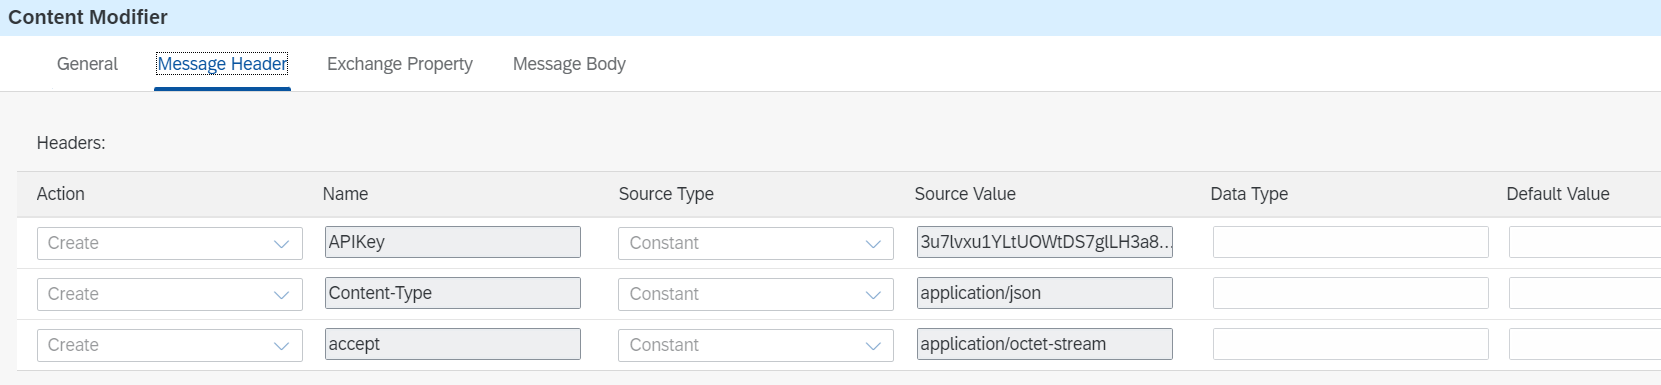 Content Modifier
General Message Header Exchange Property Message Body
Headers:
Action Name Source Type Source Value Data Type Default Value
Create APIKey Constant 3u7lvxu1YLtUOWtDS7glLH3a8...
Create Content-Type Constant application/json
Create accept Constant application/octet-stream